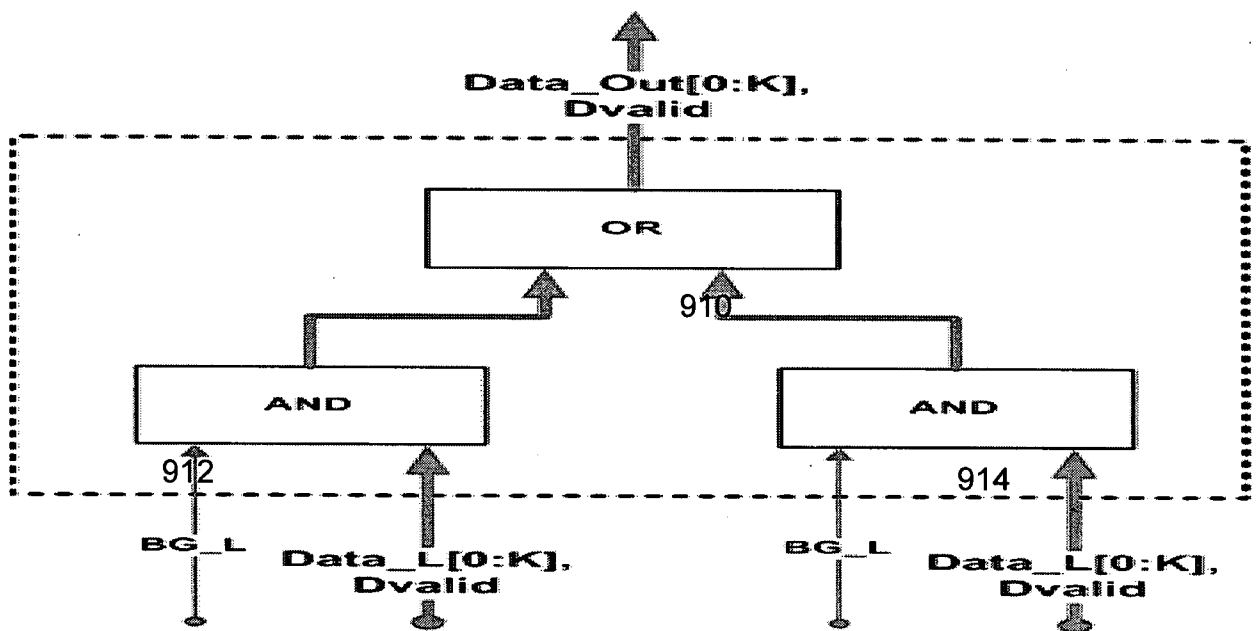 Data_Out[0:K],
Dvalid
OR
910
AND
AND
912
914
BG_L
Data_L[0:K],
Dvalid
BG_L
Data_L[0:K],
Dvalid